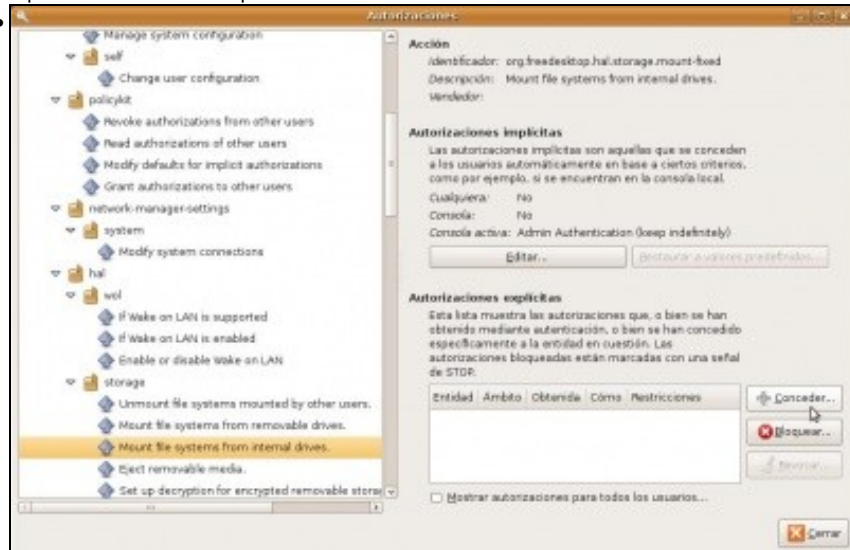 Autorizaciones
Manage system configuration
self
Change user configuration
policykit
Revoke authorizations from other users
Read authorizations of other users
Modify defaults for implicit authorizations
Grant authorizations to other users
network-manager-settings
system
Modify system connections
hal
wol
If Wake on LAN is supported
If Wake on LAN is enabled
Enable or disable Wake on LAN
storage
Unmount file systems mounted by other users.
Mount file systems from removable drives.
Mount file systems from internal drives.
Eject removable media.
Set up decryption for encrypted removable storag
Acción
Identificador: org.freedesktop.hal.storage.mount-fixed
Descripción: Mount file systems from internal drives.
Vendedor:
Autorizaciones implícitas
Las autorizaciones implícitas son aquellas que se conceden
a los usuarios automáticamente en base a ciertos criterios,
como por ejemplo, si se encuentran en la consola local.
Cualquiera: No
Consola: No
Consola activa: Admin Authentication (keep indefinitely)
Editar...
Restaurar a valores predefinidos...
Autorizaciones explícitas
Esta lista muestra las autorizaciones que, o bien se han
obtenido mediante autenticación, o bien se han concedido
específicamente a la entidad en cuestión. Las
autorizaciones bloqueadas están marcadas con una señal
de STOP.
Entidad Ámbito Obtenida Cómo Restricciones
Conceder...
Bloquear...
Revocar...
Mostrar autorizaciones para todos los usuarios...
Cerrar